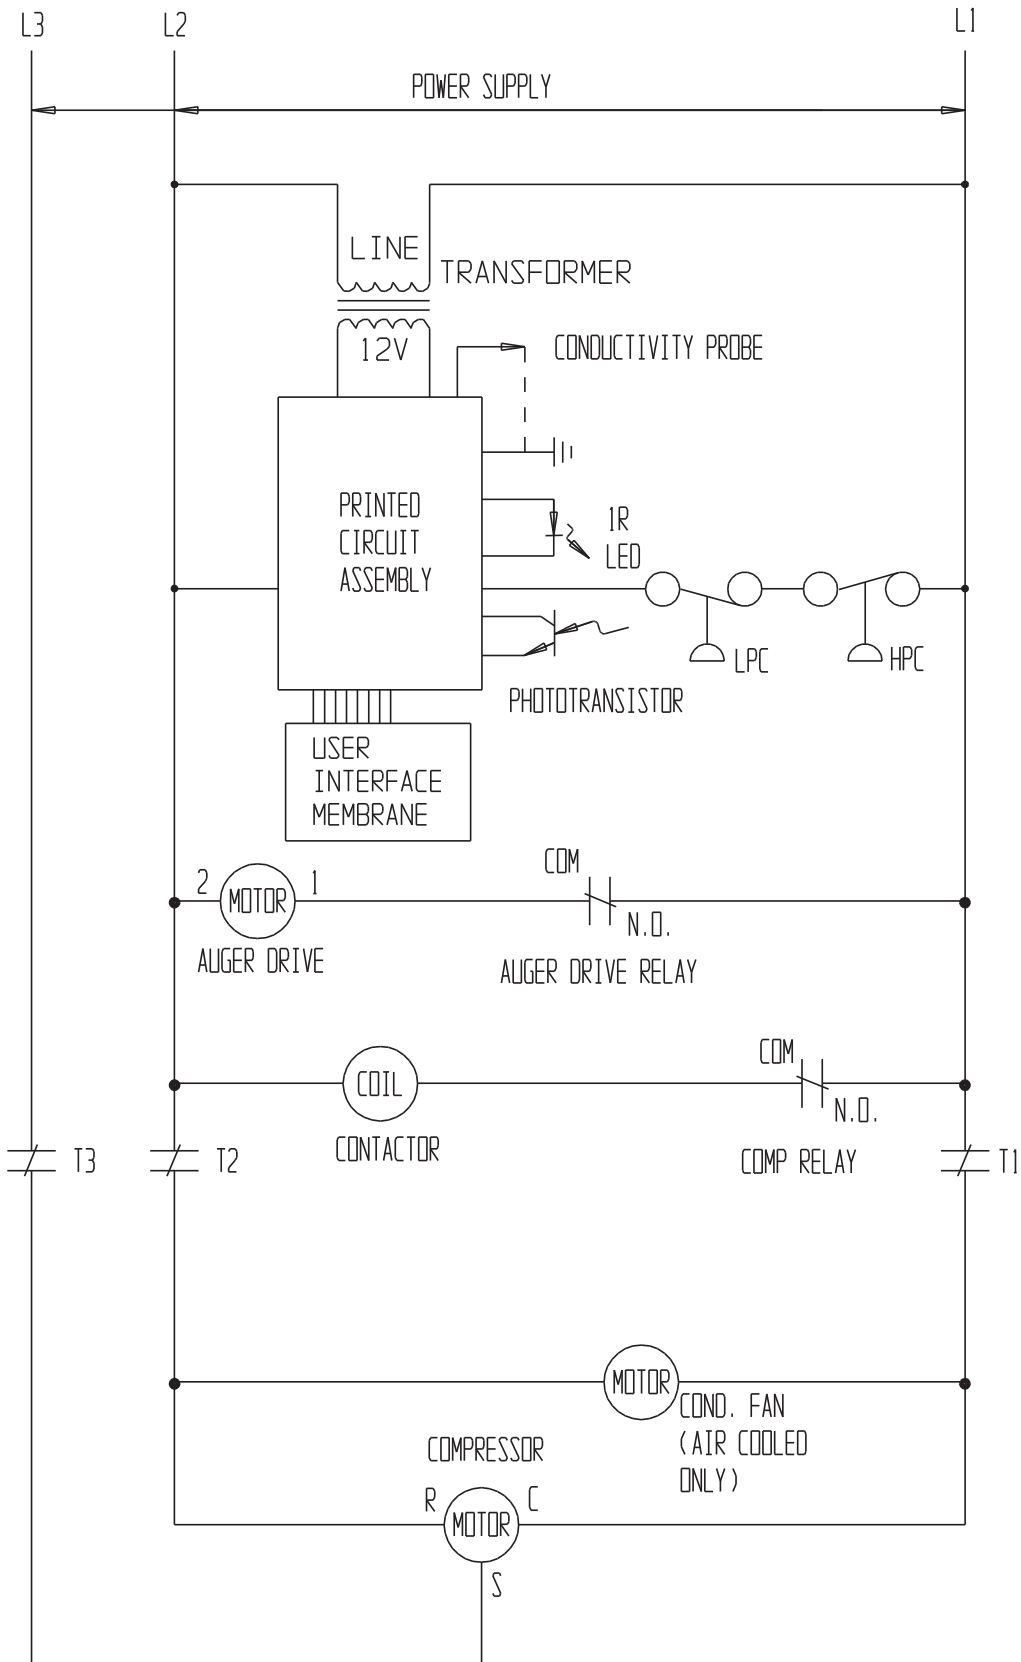 L3
L2
L1
POWER SUPPLY
LINE
TRANSFORMER
12V
CONDUCTIVITY PROBE
PRINTED
CIRCUIT
ASSEMBLY
1R
LED
LPC
HPC
PHOTOTRANSISTOR
USER
INTERFACE
MEMBRANE
COM
2
MOTOR
1
N.O.
AUGER DRIVE
AUGER DRIVE RELAY
COM
COIL
N.O.
CONTACTOR
COMP RELAY
T3
T2
T1
MOTOR
COND. FAN
(AIR COOLED
ONLY)
COMPRESSOR
R
C
MOTOR
S